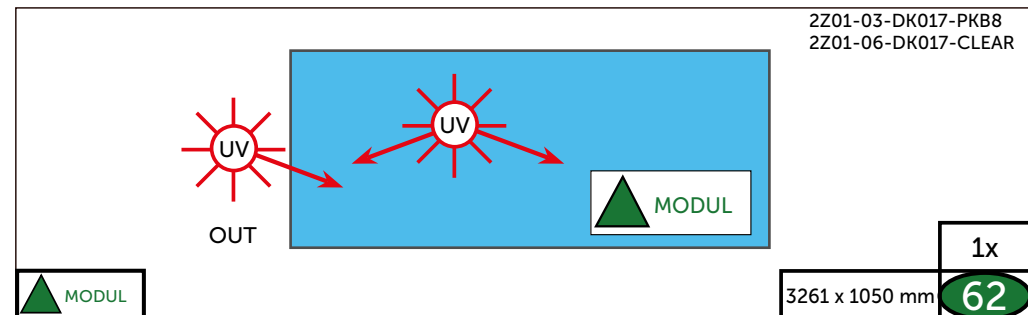 2Z01-03-DK017-PKB8
2Z01-06-DK017-CLEAR
UV
UV
MODUL
OUT
1x
MODUL
3261 x 1050 mm
62